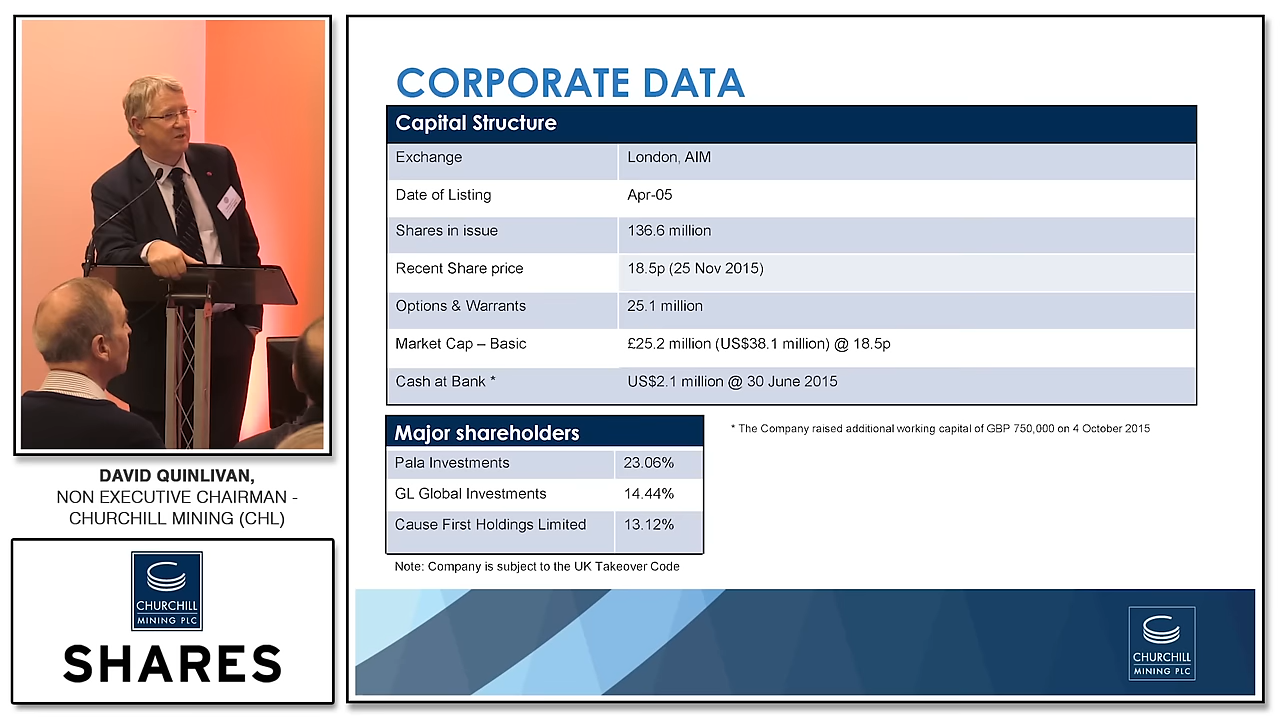 DAVID QUINLIVAN,
NON EXECUTIVE CHAIRMAN -
CHURCHILL MINING (CHL)
CHURCHILL
MINING PLC
SHARES
CORPORATE DATA
Capital Structure
Exchange London, AIM
Date of Listing Apr-05
Shares in issue 136.6 million
Recent Share price 18.5p (25 Nov 2015)
Options & Warrants 25.1 million
Market Cap – Basic £25.2 million (US$38.1 million) @ 18.5p
Cash at Bank * US$2.1 million @ 30 June 2015
* The Company raised additional working capital of GBP 750,000 on 4 October 2015
Major shareholders
Pala Investments 23.06%
GL Global Investments 14.44%
Cause First Holdings Limited 13.12%
Note: Company is subject to the UK Takeover Code
CHURCHILL
MINING PLC